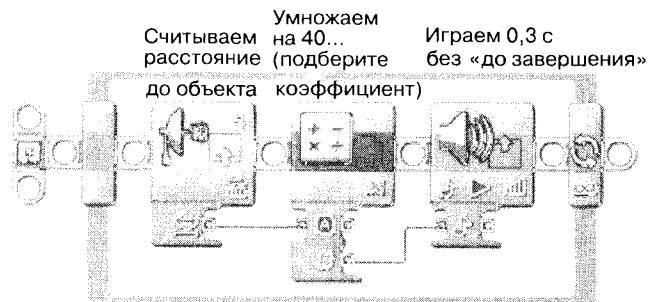 Считываем
расстояние
до объекта
Умножаем
на 40...
(подберите
коэффициент)
Играем 0,3 с
без «до завершения»